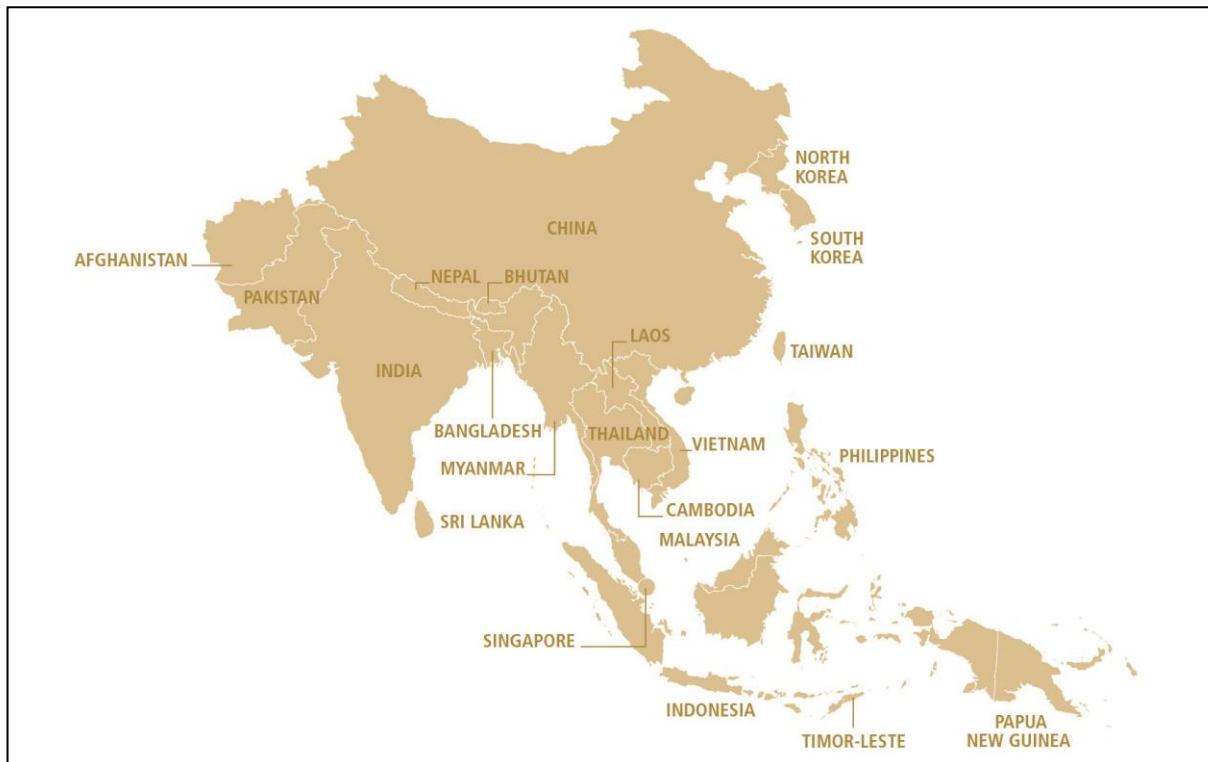 NORTH
KOREA
CHINA
SOUTH
KOREA
AFGHANISTAN
NEPAL
BHUTAN
PAKISTAN
LAOS
TAIWAN
INDIA
BANGLADESH
THAILAND
VIETNAM
PHILIPPINES
MYANMAR
CAMBODIA
SRI LANKA
MALAYSIA
SINGAPORE
INDONESIA
PAPUA
NEW GUINEA
TIMOR-LESTE